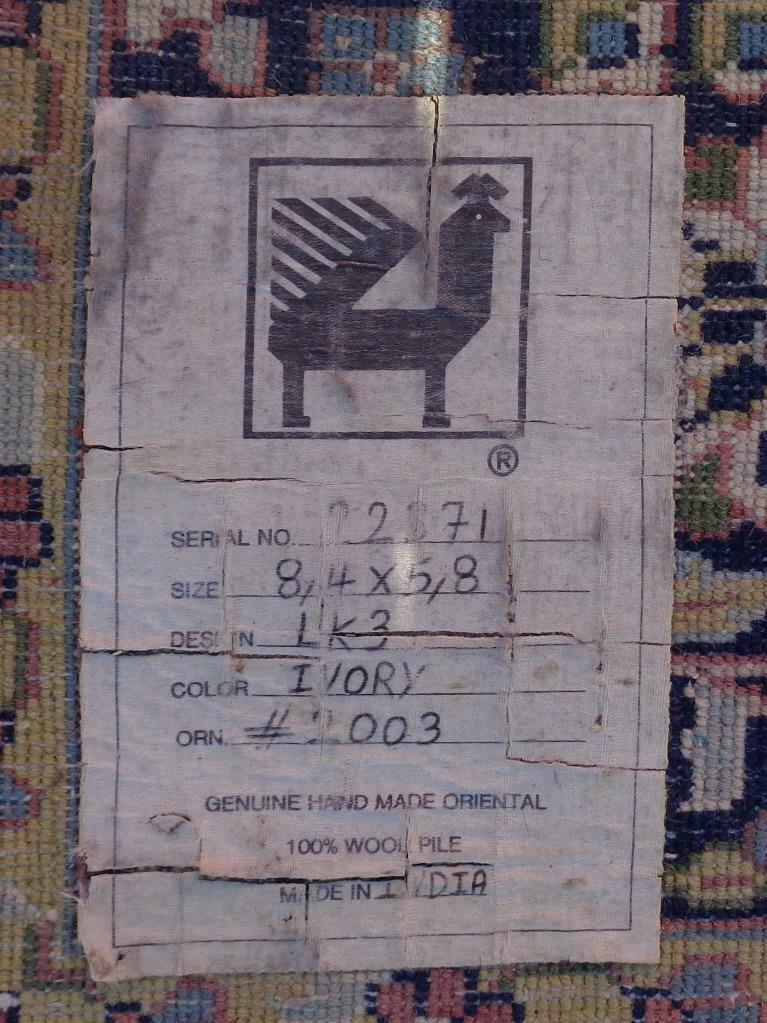 ®
SERIAL NO.
SIZE 8,4 X 5,8
DESIGN LK3
COLOR IVORY
ORN.
GENUINE HAND MADE ORIENTAL
100% WOOL PILE
MADE IN INDIA